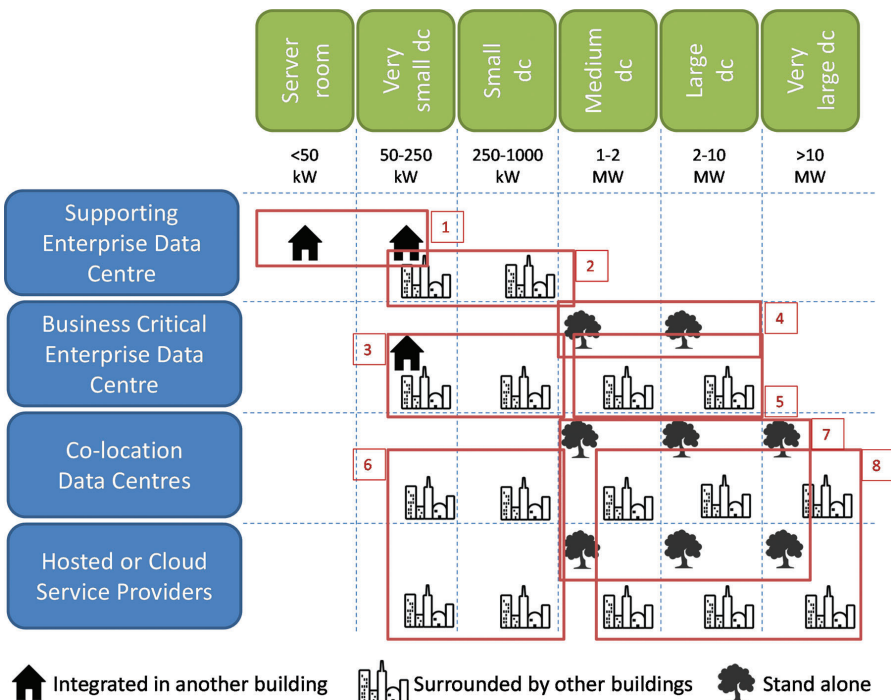 Server
room
Very
small dc
Small
dc
Medium
dc
Large
dc
Very
large dc
<50
kW
50-250
kW
250-1000
kW
1-2
MW
2-10
MW
>10
MW
Supporting
Enterprise Data
Centre
1
2
Business Critical
Enterprise Data
Centre
3
4
5
Co-location
Data Centres
6
7
8
Hosted or Cloud
Service Providers
Integrated in another building
Surrounded by other buildings
Stand alone